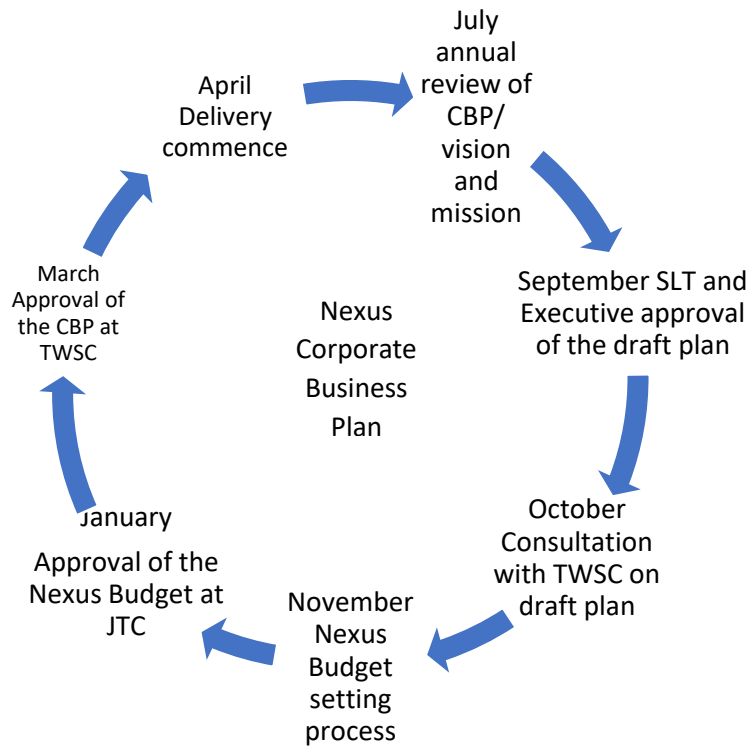 July
annual
review of
CBP/
vision
and
mission
April
Delivery
commence
September SLT and
Executive approval
of the draft plan
March
Approval of
the CBP at
TWSC
Nexus
Corporate
Business
Plan
October
Consultation
with TWSC on
draft plan
January
Approval of the
Nexus Budget at
JTC
November
Nexus
Budget
setting
process